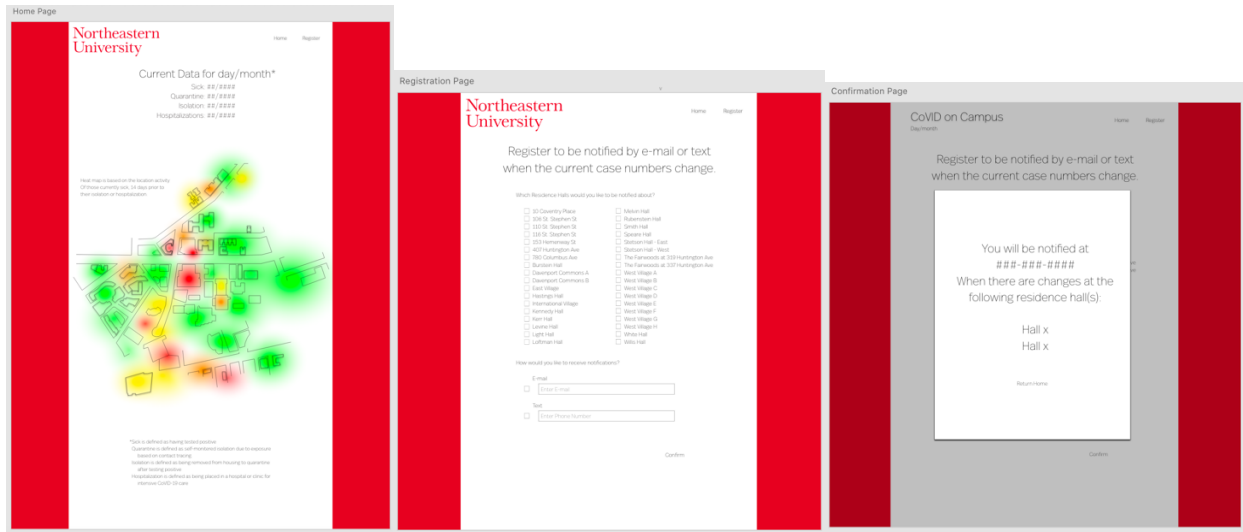 Home Page
Northeastern
University
Home Register
Current Data for day/month*
Sick: ##/####
Quarantine: ##/####
Isolation: ##/####
Hospitalizations: ##/####
Heat map is based on the location activity
Of those currently sick, 14 days prior to
their isolation or hospitalization.
*Sick is defined as having tested positive
Quarantine is defined as self-monitored isolation due to exposure
based on contact tracing
Isolation is defined as being removed from housing to quarantine
after testing positive
Hospitalization is defined as being placed in a hospital or clinic for
intensive CoVID-19 care
Registration Page
Northeastern
University
Home Register
Register to be notified by e-mail or text
when the current case numbers change.
Which Residence Halls would you like to be notified about?
10 Coventry Place
106 St. Stephen St
110 St. Stephen St
116 St. Stephen St
153 Hemenway St
407 Huntington Ave
780 Columbus Ave
Burstein Hall
Davenport Commons A
Davenport Commons B
East Village
Hastings Hall
International Village
Kennedy Hall
Kerr Hall
Levine Hall
Light Hall
Loftman Hall
Melvin Hall
Rubenstein Hall
Smith Hall
Speare Hall
Stetson Hall - East
Stetson Hall - West
The Fairwoods at 319 Huntington Ave
The Fairwoods at 337 Huntington Ave
West Village A
West Village B
West Village C
West Village D
West Village E
West Village F
West Village G
West Village H
White Hall
Willis Hall
How would you like to receive notifications?
E-mail
Enter E-mail
Text
Enter Phone Number
Confirm
Confirmation Page
CoVID on Campus
Day/month
Home Register
Register to be notified by e-mail or text
when the current case numbers change.
You will be notified at
###-###-####
When there are changes at the
following residence hall(s):
Hall x
Hall x
Return Home
Confirm